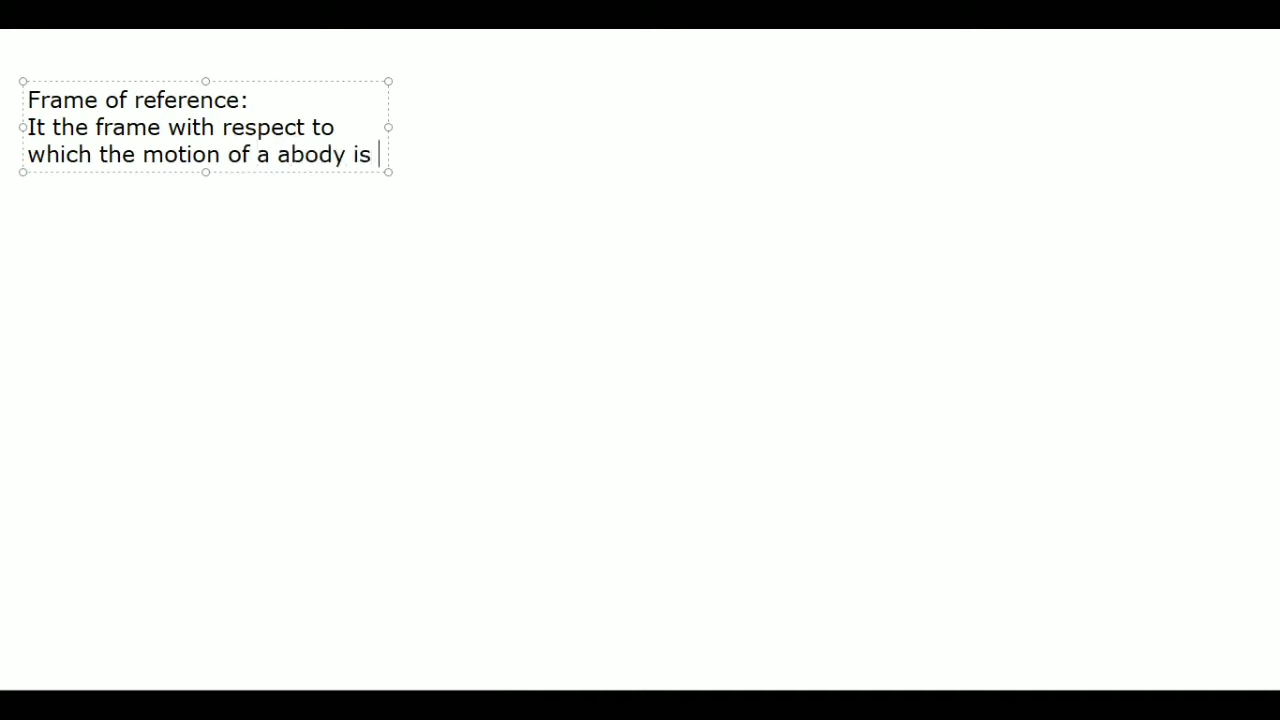 Frame of reference:
It the frame with respect to
which the motion of a abody is